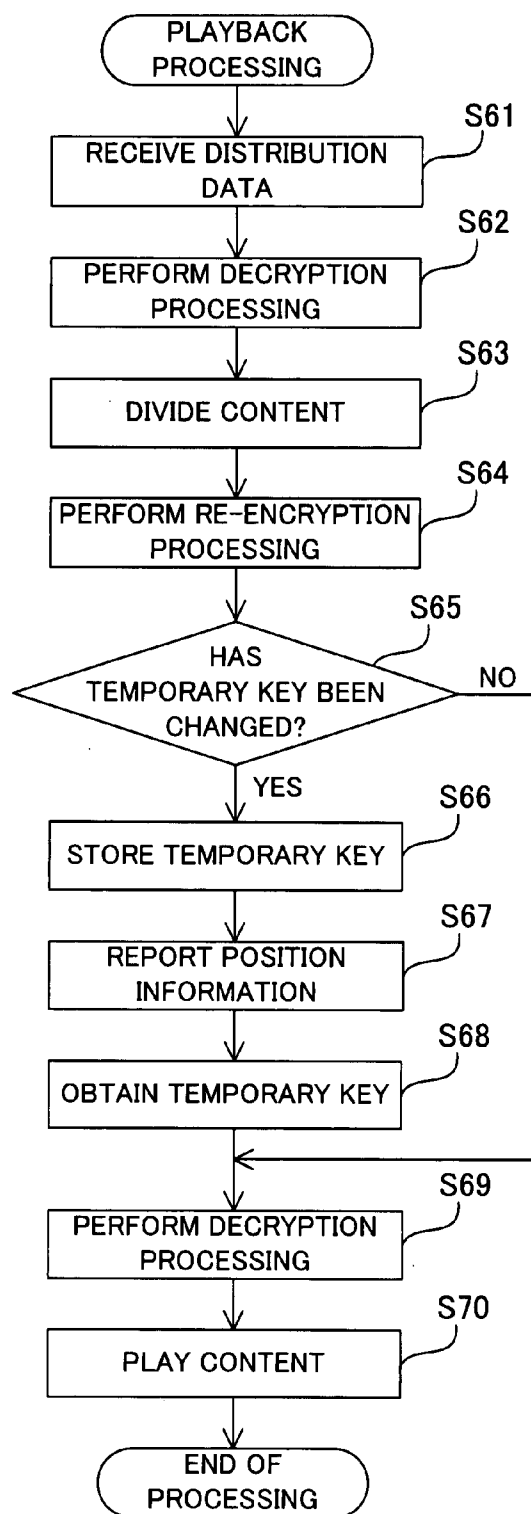 PLAYBACK
PROCESSING
S61
RECEIVE DISTRIBUTION
DATA
S62
PERFORM DECRYPTION
PROCESSING
S63
DIVIDE CONTENT
S64
PERFORM RE-ENCRYPTION
PROCESSING
S65
HAS
TEMPORARY KEY BEEN
CHANGED?
NO
YES
S66
STORE TEMPORARY KEY
S67
REPORT POSITION
INFORMATION
S68
OBTAIN TEMPORARY KEY
S69
PERFORM DECRYPTION
PROCESSING
S70
PLAY CONTENT
END OF
PROCESSING